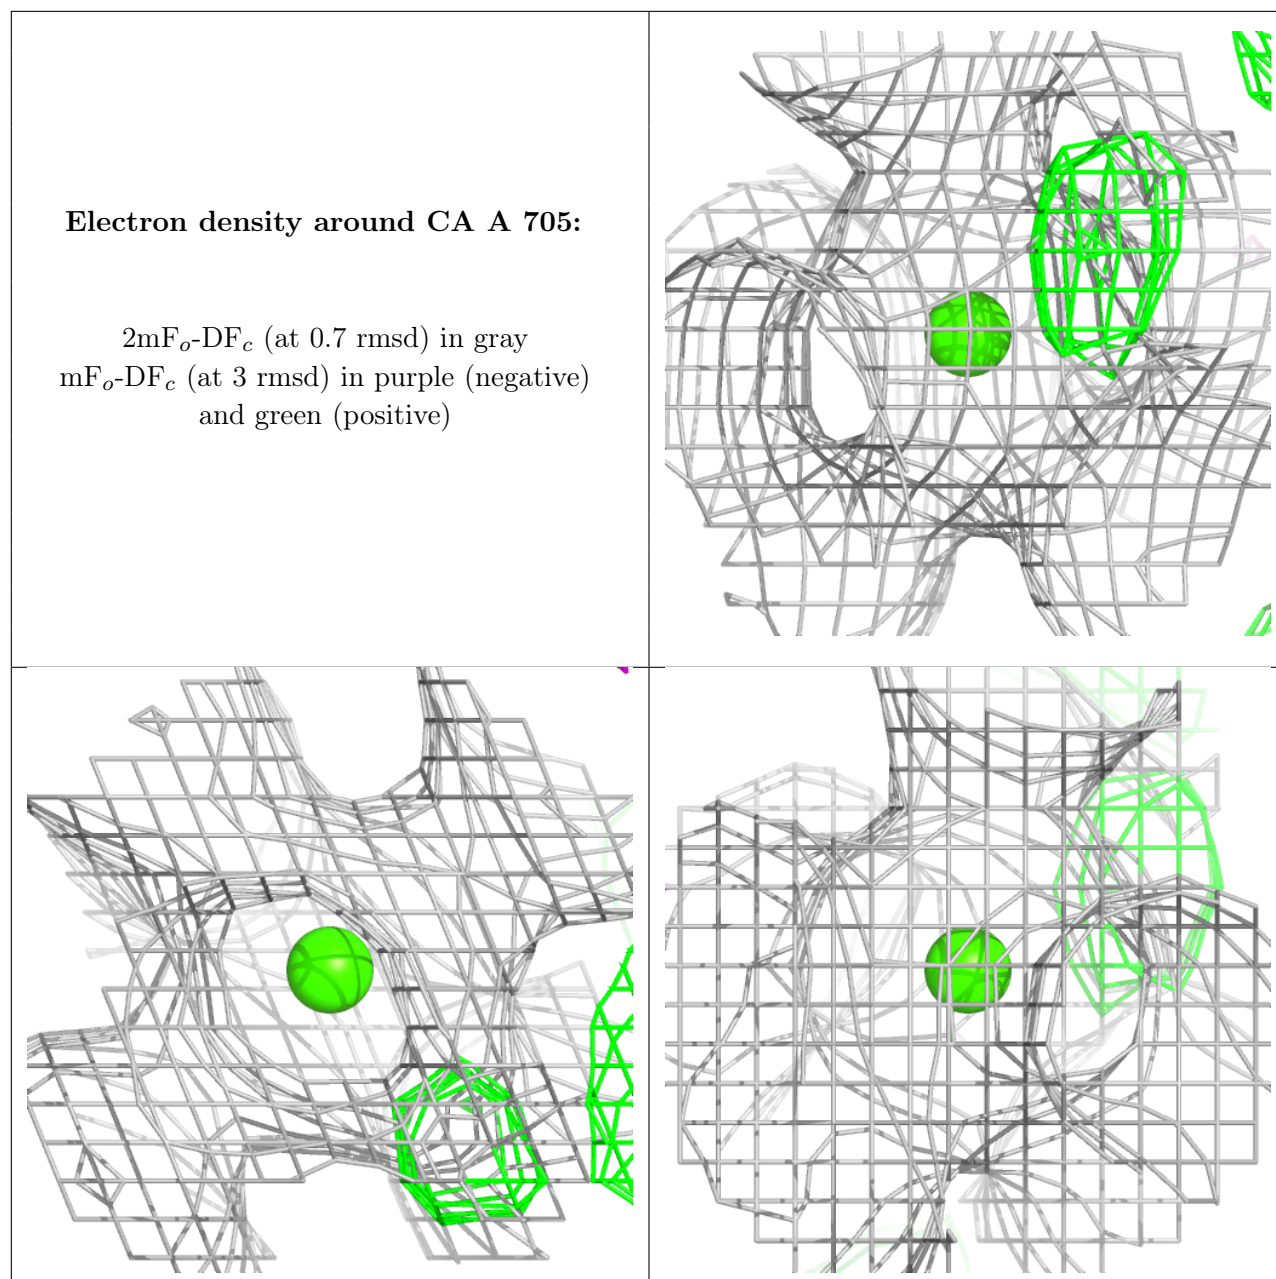 Electron density around CA A 705:
2mFo-DFc (at 0.7 rmsd) in gray
mFo-DFc (at 3 rmsd) in purple (negative)
and green (positive)